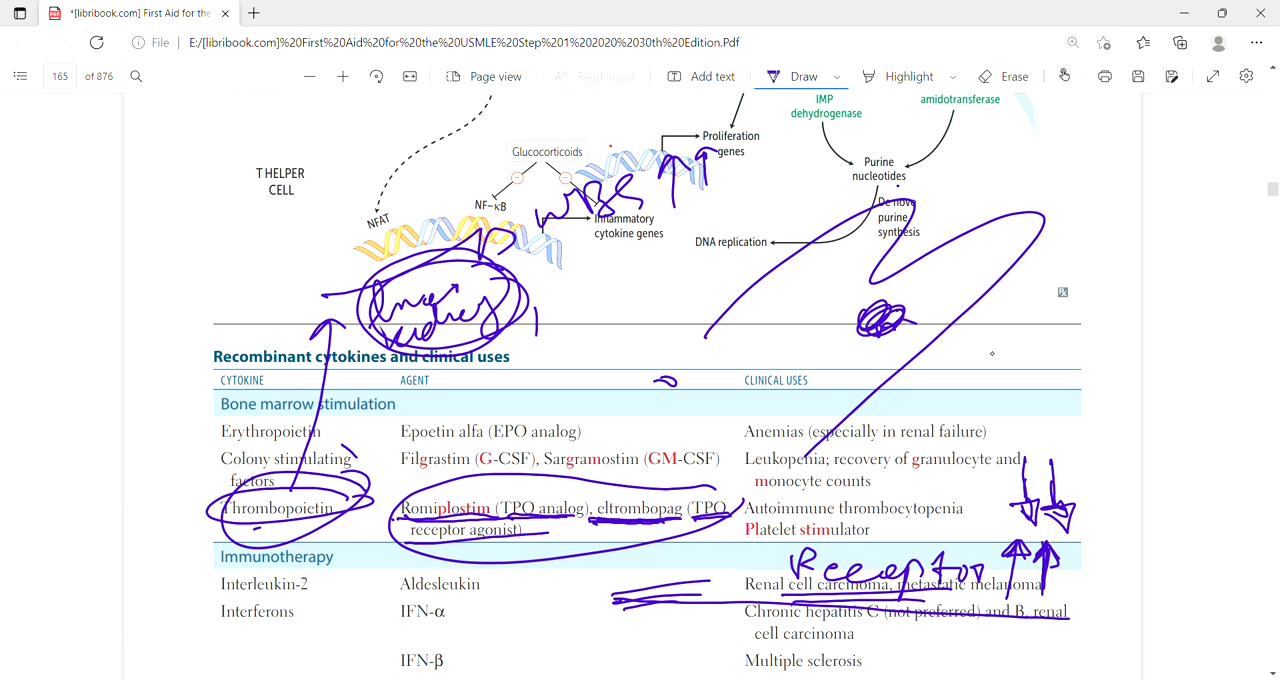 *[libribook.com] First Aid for the
File
E:/[libribook.com]%20First%20Aid%20for%20the%20USMLE%20Step%201%202020%2030th%20Edition.Pdf
165 of 876
Page view
Read aloud
Add text
Draw
Highlight
Erase
IMP
dehydrogenase
amidotransferase
Proliferation
genes
Glucocorticoids
T HELPER
CELL
NF-κB
NFAT
Inflammatory
cytokine genes
WBS
Purine
nucleotides
De novo
purine
synthesis
DNA replication
Rx
Recombinant cytokines and clinical uses
CYTOKINE AGENT CLINICAL USES
Bone marrow stimulation
Erythropoietin Epoetin alfa (EPO analog) Anemias (especially in renal failure)
Colony stimulating Filgrastim (G-CSF), Sargramostim (GM-CSF) Leukopenia; recovery of granulocyte and
factors monocyte counts
Thrombopoietin Romiplostim (TPO analog), eltrombopag (TPO Autoimmune thrombocytopenia
receptor agonist) Platelet stimulator
Immunotherapy
Receptor
Interleukin-2 Aldesleukin Renal cell carcinoma, metastatic melanoma
Interferons IFN-α Chronic hepatitis C (not preferred) and B, renal
cell carcinoma
IFN-β Multiple sclerosis